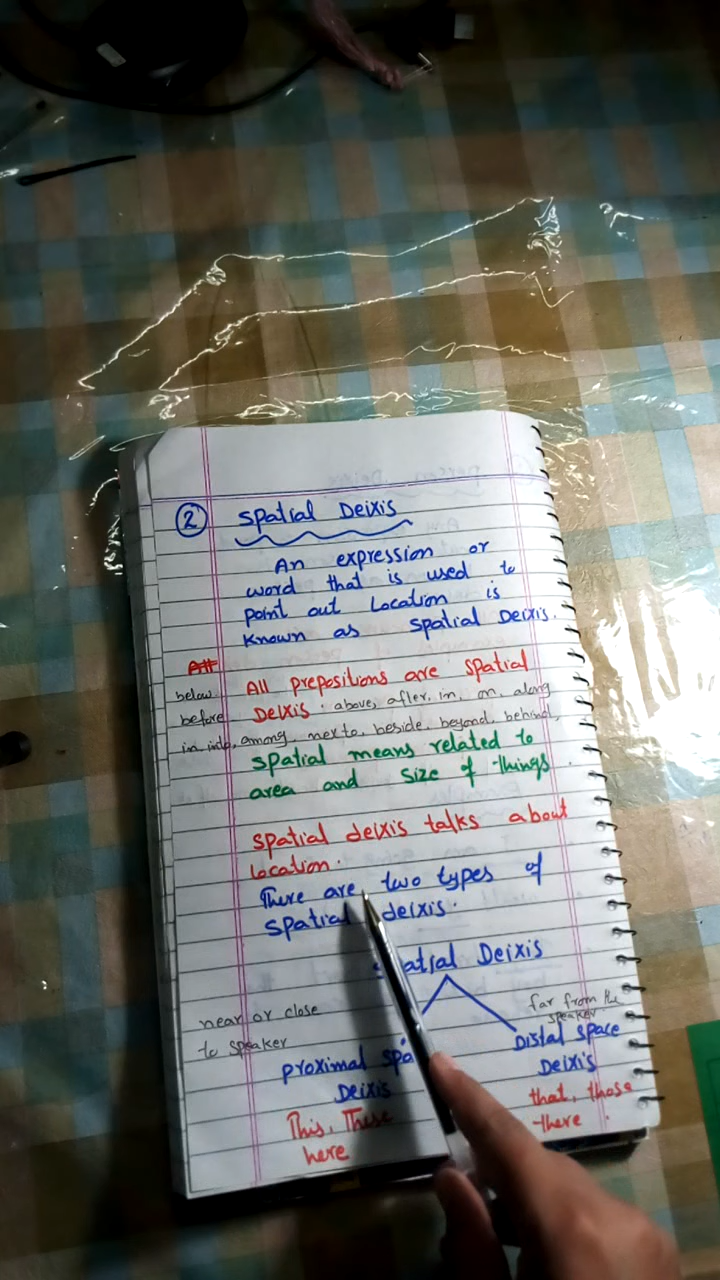 ② Spatial Deixis
An expression or
word that is used to
point out Location is
known as Spatial Deixis.
All prepositions are spatial
Deixis. above, after, in, on, along
below
before
in into, among, next to, beside, beyond, behind,
spatial means related to
area and size of things.
spatial deixis talks about
Location.
There are two types of
spatial deixis.
Spatial Deixis
near or close
to speaker
far from the
speaker
proximal spa
Deixis
This, These
here
Distal space
Deixis
that, those
there.